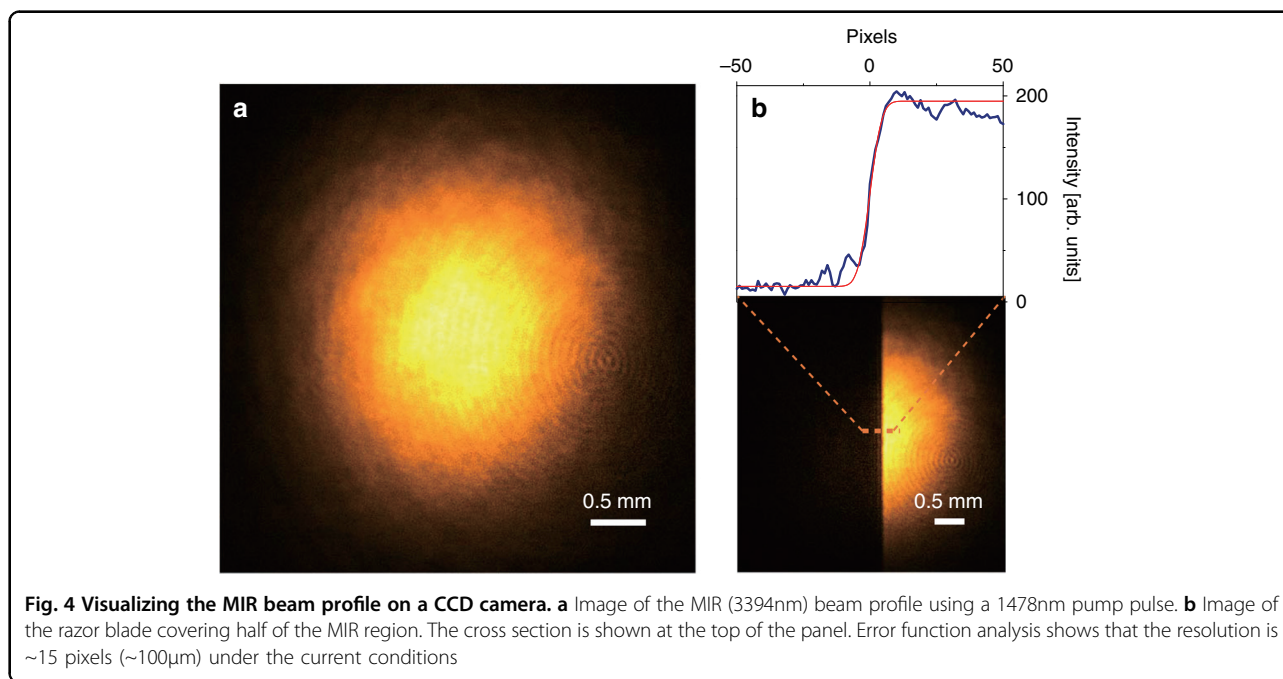 Pixels
–50 0 50
a
b
200
100
0
Intensity [arb. units]
0.5 mm
0.5 mm
Fig. 4 Visualizing the MIR beam profile on a CCD camera. a Image of the MIR (3394nm) beam profile using a 1478nm pump pulse. b Image of
the razor blade covering half of the MIR region. The cross section is shown at the top of the panel. Error function analysis shows that the resolution is
~15 pixels (~100μm) under the current conditions